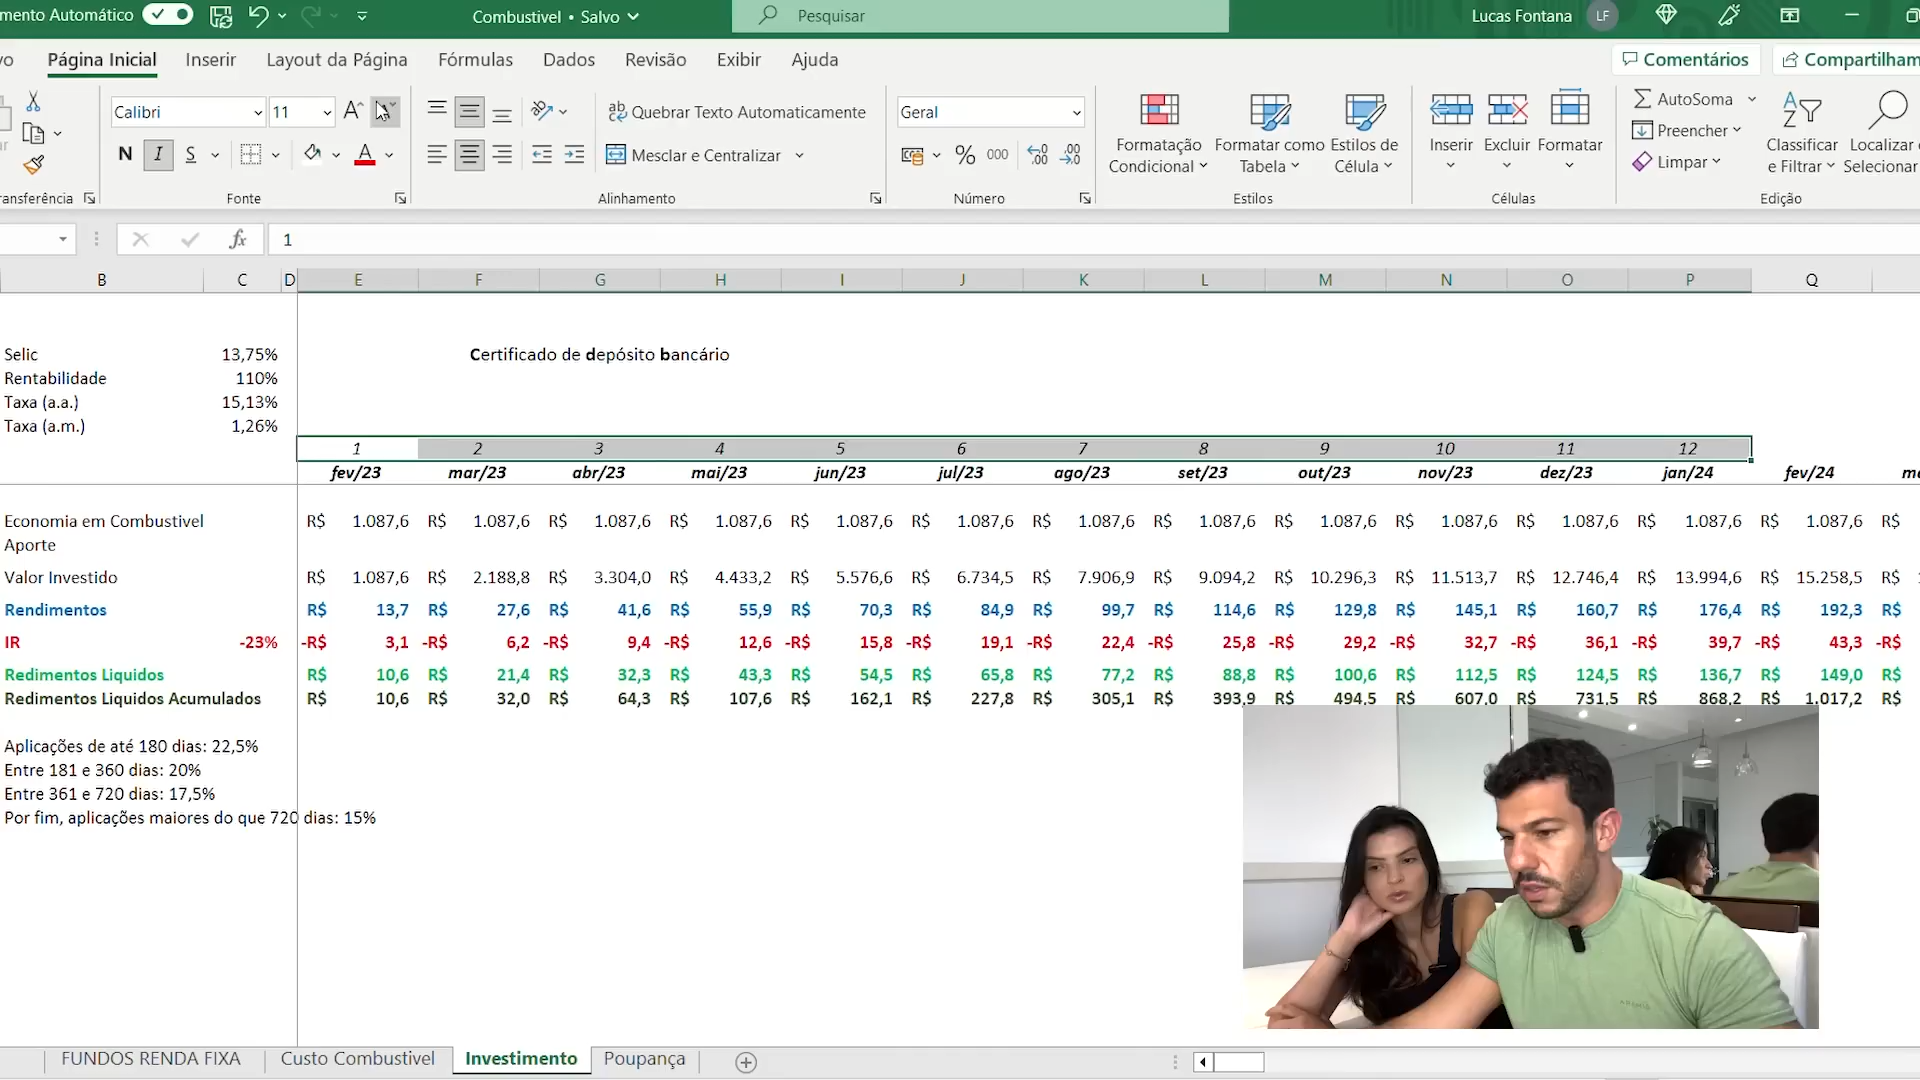 mento Automático
Combustivel • Salvo
Pesquisar
Lucas Fontana LF
vo Página Inicial Inserir Layout da Página Fórmulas Dados Revisão Exibir Ajuda Comentários Compartilham
Calibri 11 Quebrar Texto Automaticamente Geral AutoSoma
Preencher
N I S A Mesclar e Centralizar % 000 Limpar
Formatação Condicional
Formatar como Tabela
Estilos de Célula
Inserir Excluir Formatar
Classificar e Filtrar
Localizar Selecionar
ansferência Fonte Alinhamento Número Estilos Células Edição
fx 1
B C D E F G H I J K L M N O P Q
Selic 13,75% Certificado de depósito bancário
Rentabilidade 110%
Taxa (a.a.) 15,13%
Taxa (a.m.) 1,26%
1 2 3 4 5 6 7 8 9 10 11 12
fev/23 mar/23 abr/23 mai/23 jun/23 jul/23 ago/23 set/23 out/23 nov/23 dez/23 jan/24 fev/24
Economia em Combustivel R$ 1.087,6 R$ 1.087,6 R$ 1.087,6 R$ 1.087,6 R$ 1.087,6 R$ 1.087,6 R$ 1.087,6 R$ 1.087,6 R$ 1.087,6 R$ 1.087,6 R$ 1.087,6 R$ 1.087,6 R$ 1.087,6 R$
Aporte
Valor Investido R$ 1.087,6 R$ 2.188,8 R$ 3.304,0 R$ 4.433,2 R$ 5.576,6 R$ 6.734,5 R$ 7.906,9 R$ 9.094,2 R$ 10.296,3 R$ 11.513,7 R$ 12.746,4 R$ 13.994,6 R$ 15.258,5 R$
Rendimentos R$ 13,7 R$ 27,6 R$ 41,6 R$ 55,9 R$ 70,3 R$ 84,9 R$ 99,7 R$ 114,6 R$ 129,8 R$ 145,1 R$ 160,7 R$ 176,4 R$ 192,3 R$
IR -23% -R$ 3,1 -R$ 6,2 -R$ 9,4 -R$ 12,6 -R$ 15,8 -R$ 19,1 -R$ 22,4 -R$ 25,8 -R$ 29,2 -R$ 32,7 -R$ 36,1 -R$ 39,7 -R$ 43,3 -R$
Redimentos Liquidos R$ 10,6 R$ 21,4 R$ 32,3 R$ 43,3 R$ 54,5 R$ 65,8 R$ 77,2 R$ 88,8 R$ 100,6 R$ 112,5 R$ 124,5 R$ 136,7 R$ 149,0 R$
Redimentos Liquidos Acumulados R$ 10,6 R$ 32,0 R$ 64,3 R$ 107,6 R$ 162,1 R$ 227,8 R$ 305,1 R$ 393,9 R$ 494,5 R$ 607,0 R$ 731,5 R$ 868,2 R$ 1.017,2 R$
Aplicações de até 180 dias: 22,5%
Entre 181 e 360 dias: 20%
Entre 361 e 720 dias: 17,5%
Por fim, aplicações maiores do que 720 dias: 15%
FUNDOS RENDA FIXA Custo Combustivel Investimento Poupança